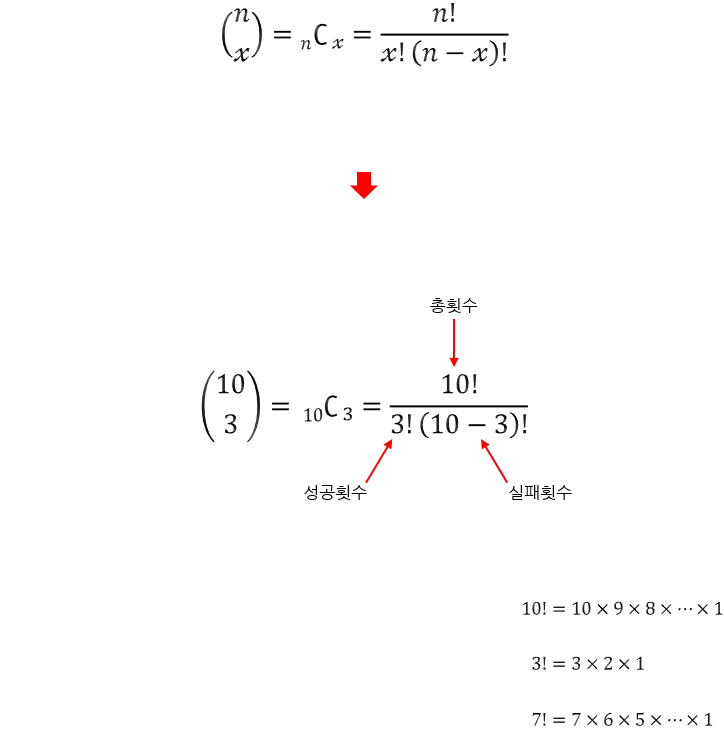 (n x) = ₙCₓ = n! / x! (n − x)!
총횟수
(10 3) = ₁₀C₃ = 10! / 3! (10 − 3)!
성공횟수 실패횟수
10! = 10 × 9 × 8 × ⋯ × 1
3! = 3 × 2 × 1
7! = 7 × 6 × 5 × ⋯ × 1